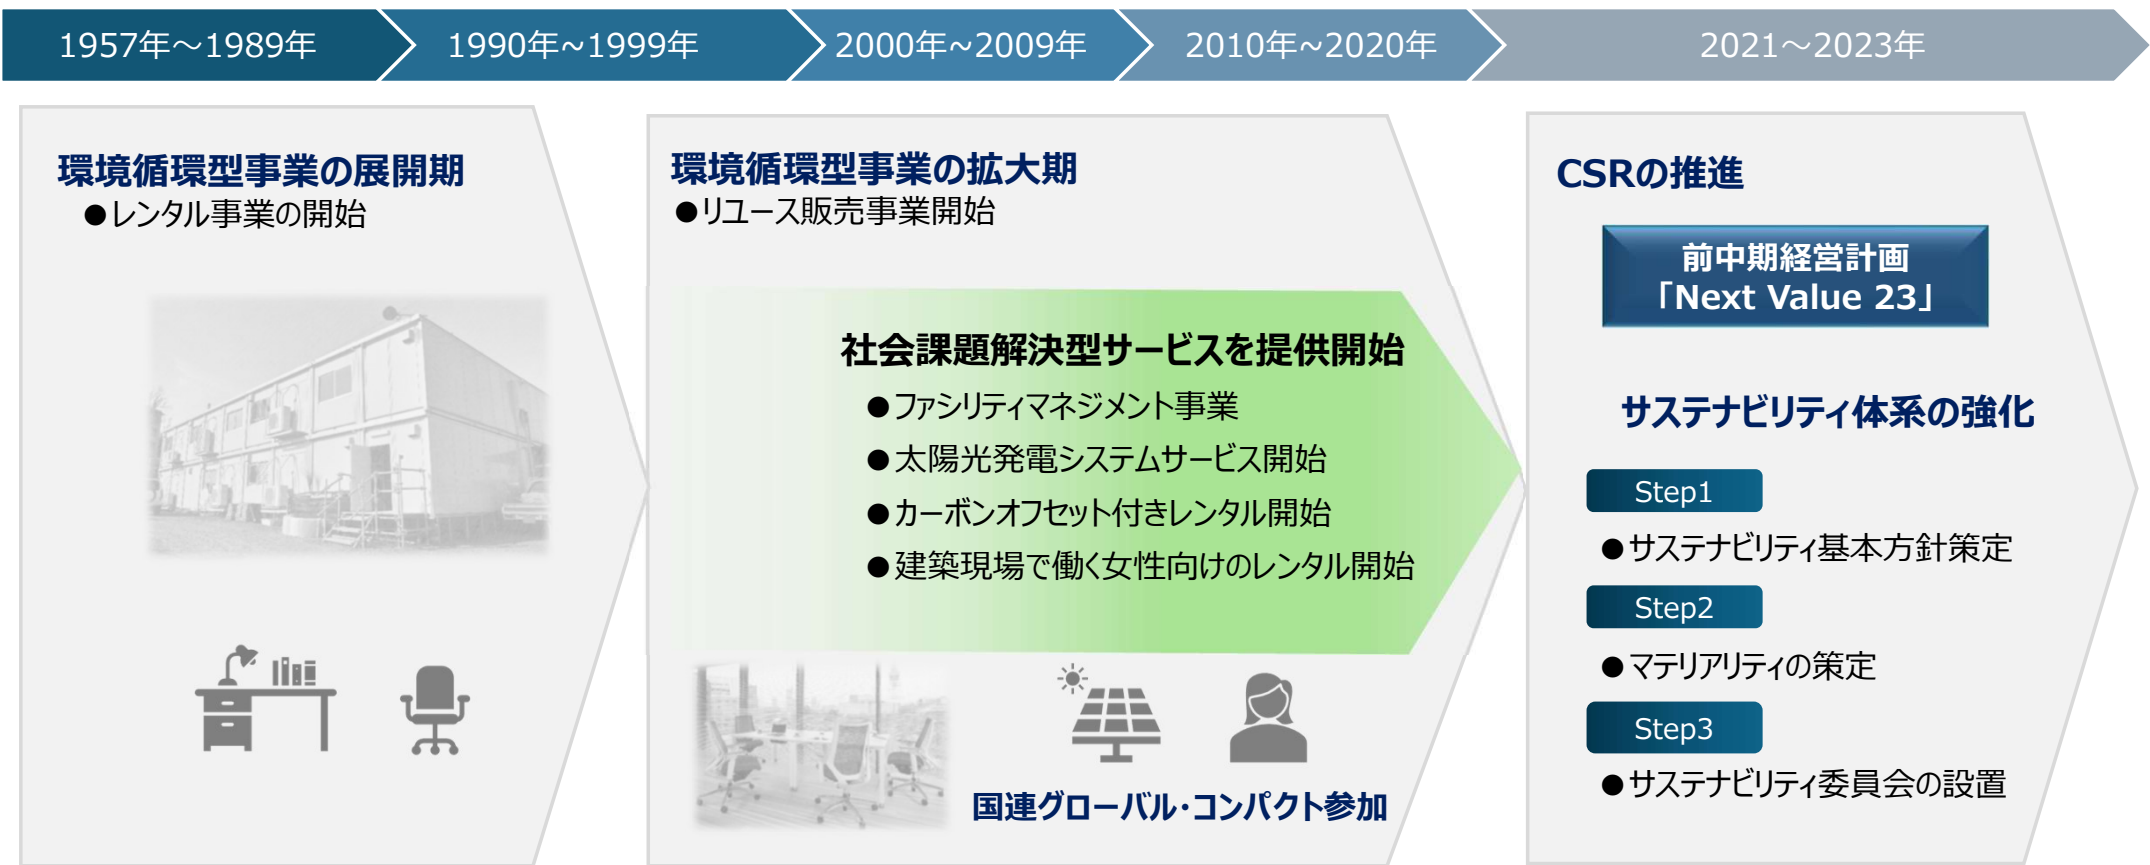 1957年～1989年
1990年~1999年
2000年~2009年
2010年~2020年
2021～2023年
環境循環型事業の展開期
●レンタル事業の開始
環境循環型事業の拡大期
●リユース販売事業開始
社会課題解決型サービスを提供開始
●ファシリティマネジメント事業
●太陽光発電システムサービス開始
●カーボンオフセット付きレンタル開始
●建築現場で働く女性向けのレンタル開始
国連グローバル・コンパクト参加
CSRの推進
前中期経営計画
「Next Value 23」
サステナビリティ体系の強化
Step1
●サステナビリティ基本方針策定
Step2
●マテリアリティの策定
Step3
●サステナビリティ委員会の設置